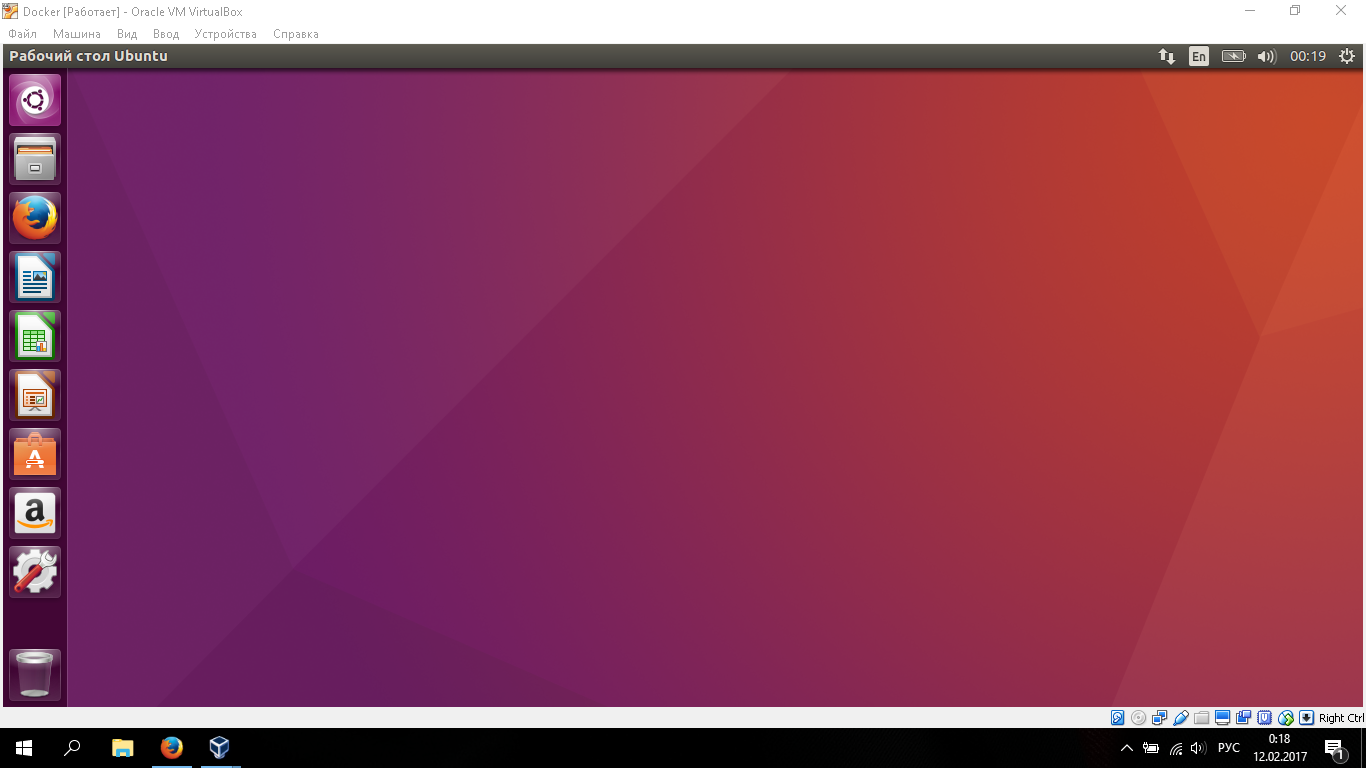 Docker [Работает] - Oracle VM VirtualBox
Файл Машина Вид Ввод Устройства Справка
Рабочий стол Ubuntu En 00:19
Right Ctrl
РУС 0:18
12.02.2017
1